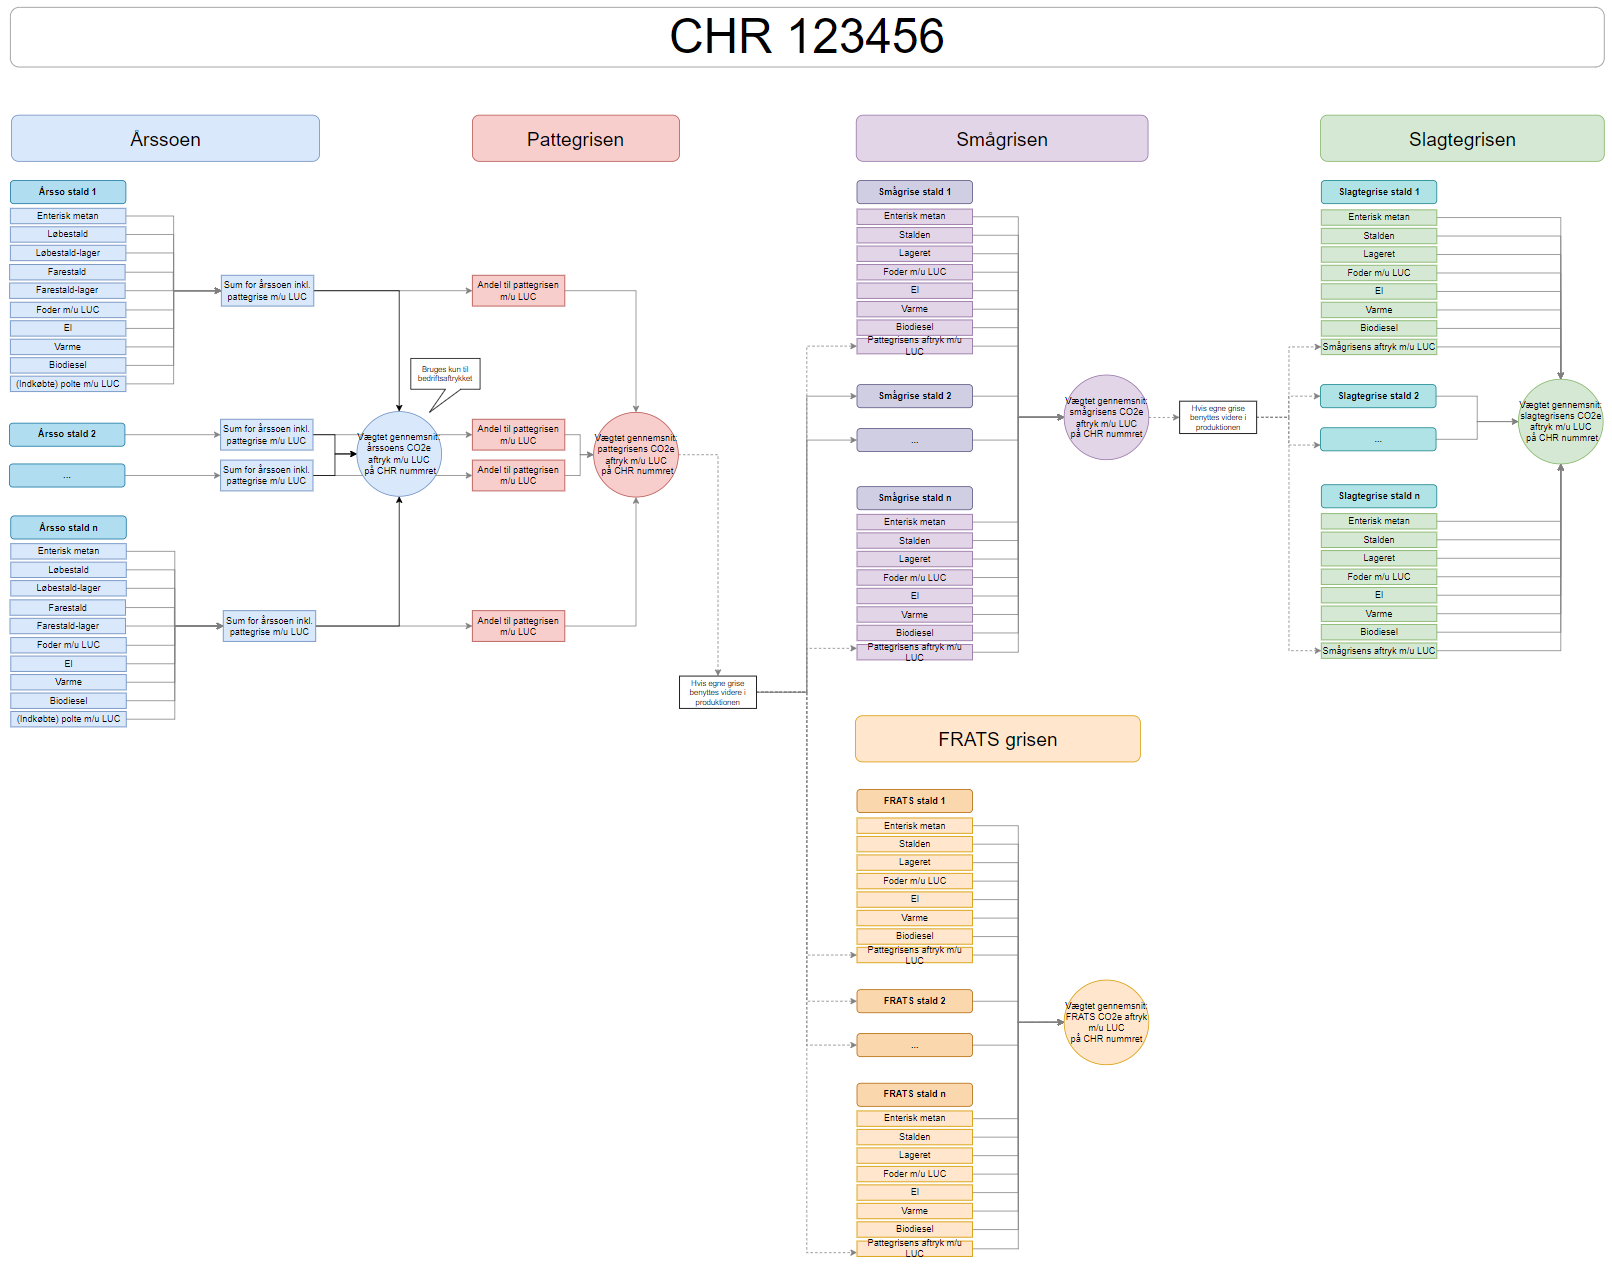 CHR 123456
Årssoen
Årsso stald 1
Enterisk metan
Løbestald
Løbestald-lager
Farestald
Farestald-lager
Foder m/u LUC
El
Varme
Biodiesel
(Indkøbte) polte m/u LUC
Sum for årssoen inkl.
pattegrise m/u LUC
Årsso stald 2
Sum for årssoen inkl.
pattegrise m/u LUC
...
Sum for årssoen inkl.
pattegrise m/u LUC
Årsso stald n
Enterisk metan
Løbestald
Løbestald-lager
Farestald
Farestald-lager
Foder m/u LUC
El
Varme
Biodiesel
(Indkøbte) polte m/u LUC
Sum for årssoen inkl.
pattegrise m/u LUC
Bruges kun til
bedriftsaftrykket
Vægtet gennemsnit:
årssoens CO2e
aftryk m/u LUC
på CHR nummret
Pattegrisen
Andel til pattegrisen
m/u LUC
Andel til pattegrisen
m/u LUC
Andel til pattegrisen
m/u LUC
Andel til pattegrisen
m/u LUC
Vægtet gennemsnit:
pattegrisens CO2e
aftryk m/u LUC
på CHR nummret
Hvis egne grise
benyttes videre i
produktionen
Smågrisen
Smågrise stald 1
Enterisk metan
Stalden
Lageret
Foder m/u LUC
El
Varme
Biodiesel
Pattegrisens aftryk m/u
LUC
Smågrise stald 2
...
Smågrise stald n
Enterisk metan
Stalden
Lageret
Foder m/u LUC
El
Varme
Biodiesel
Pattegrisens aftryk m/u
LUC
Vægtet gennemsnit:
smågrisens CO2e
aftryk m/u LUC
på CHR nummret
Hvis egne grise
benyttes videre i
produktionen
Slagtegrisen
Slagtegrise stald 1
Enterisk metan
Stalden
Lageret
Foder m/u LUC
El
Varme
Biodiesel
Smågrisens aftryk m/u LUC
Slagtegrise stald 2
...
Slagtegrise stald n
Enterisk metan
Stalden
Lageret
Foder m/u LUC
El
Varme
Biodiesel
Smågrisens aftryk m/u LUC
Vægtet gennemsnit:
slagtegrisens CO2e
aftryk m/u LUC
på CHR nummret
FRATS grisen
FRATS stald 1
Enterisk metan
Stalden
Lageret
Foder m/u LUC
El
Varme
Biodiesel
Pattegrisens aftryk m/u
LUC
FRATS stald 2
...
FRATS stald n
Enterisk metan
Stalden
Lageret
Foder m/u LUC
El
Varme
Biodiesel
Pattegrisens aftryk m/u
LUC
Vægtet gennemsnit:
FRATS CO2e aftryk
m/u LUC
på CHR nummret